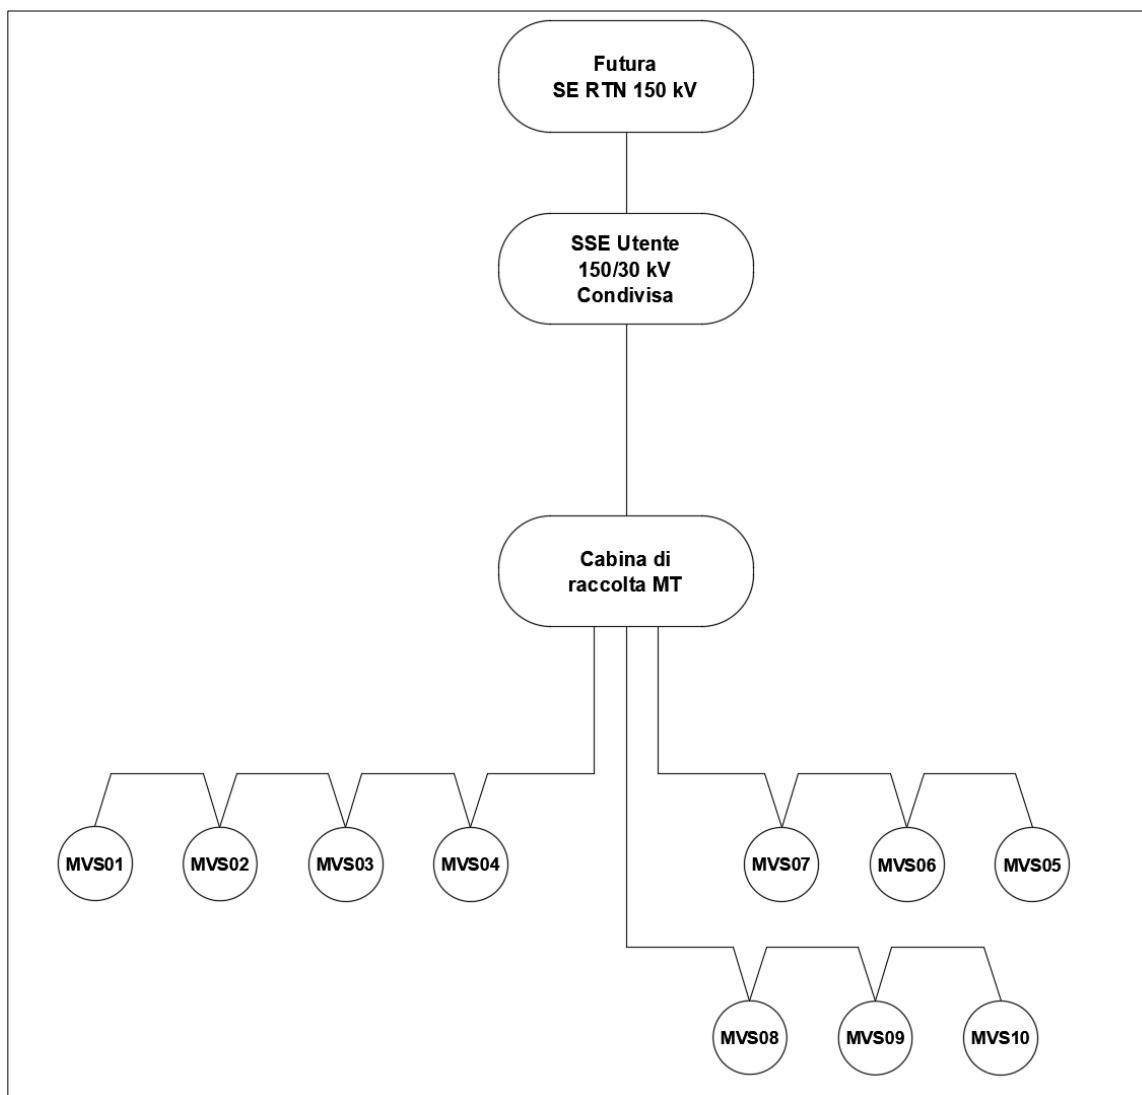 Futura
SE RTN 150 kV
SSE Utente
150/30 kV
Condivisa
Cabina di
raccolta MT
MVS01 MVS02 MVS03 MVS04 MVS07 MVS06 MVS05
MVS08 MVS09 MVS10